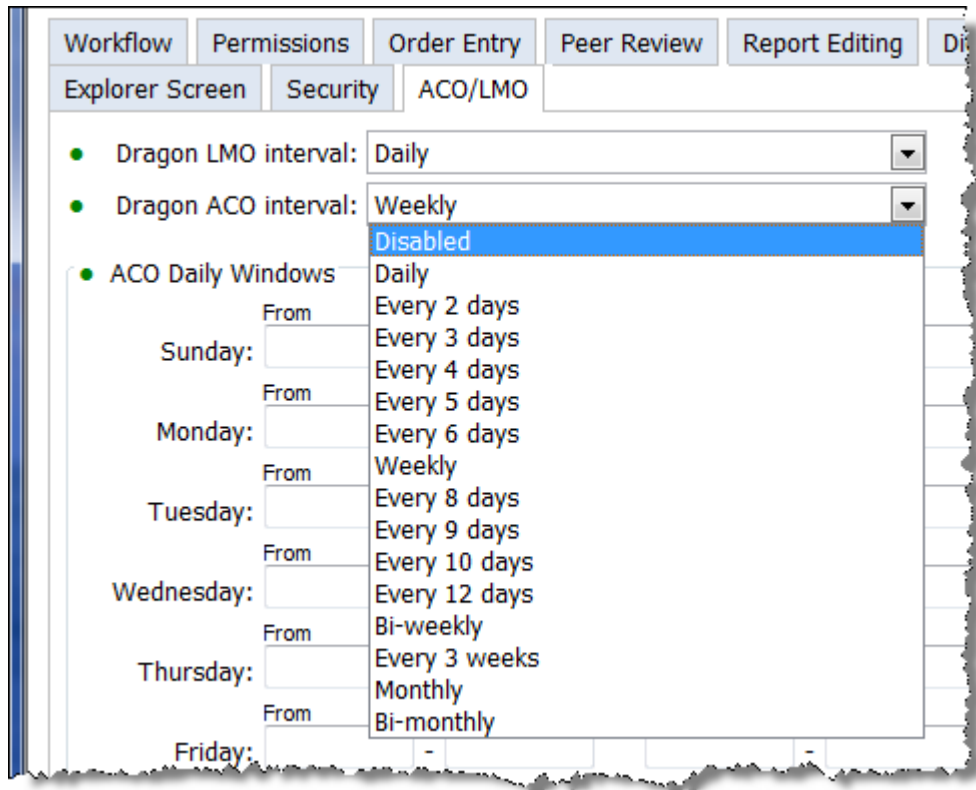 Workflow Permissions Order Entry Peer Review Report Editing
Explorer Screen Security ACO/LMO
• Dragon LMO interval: Daily
• Dragon ACO interval: Weekly
Disabled
• ACO Daily Windows Daily
From Every 2 days
Sunday: Every 3 days
Every 4 days
From Every 5 days
Monday: Every 6 days
From Weekly
Tuesday: Every 8 days
Every 9 days
From Every 10 days
Wednesday: Every 12 days
From Bi-weekly
Thursday: Every 3 weeks
Monthly
From Bi-monthly
Friday: - -